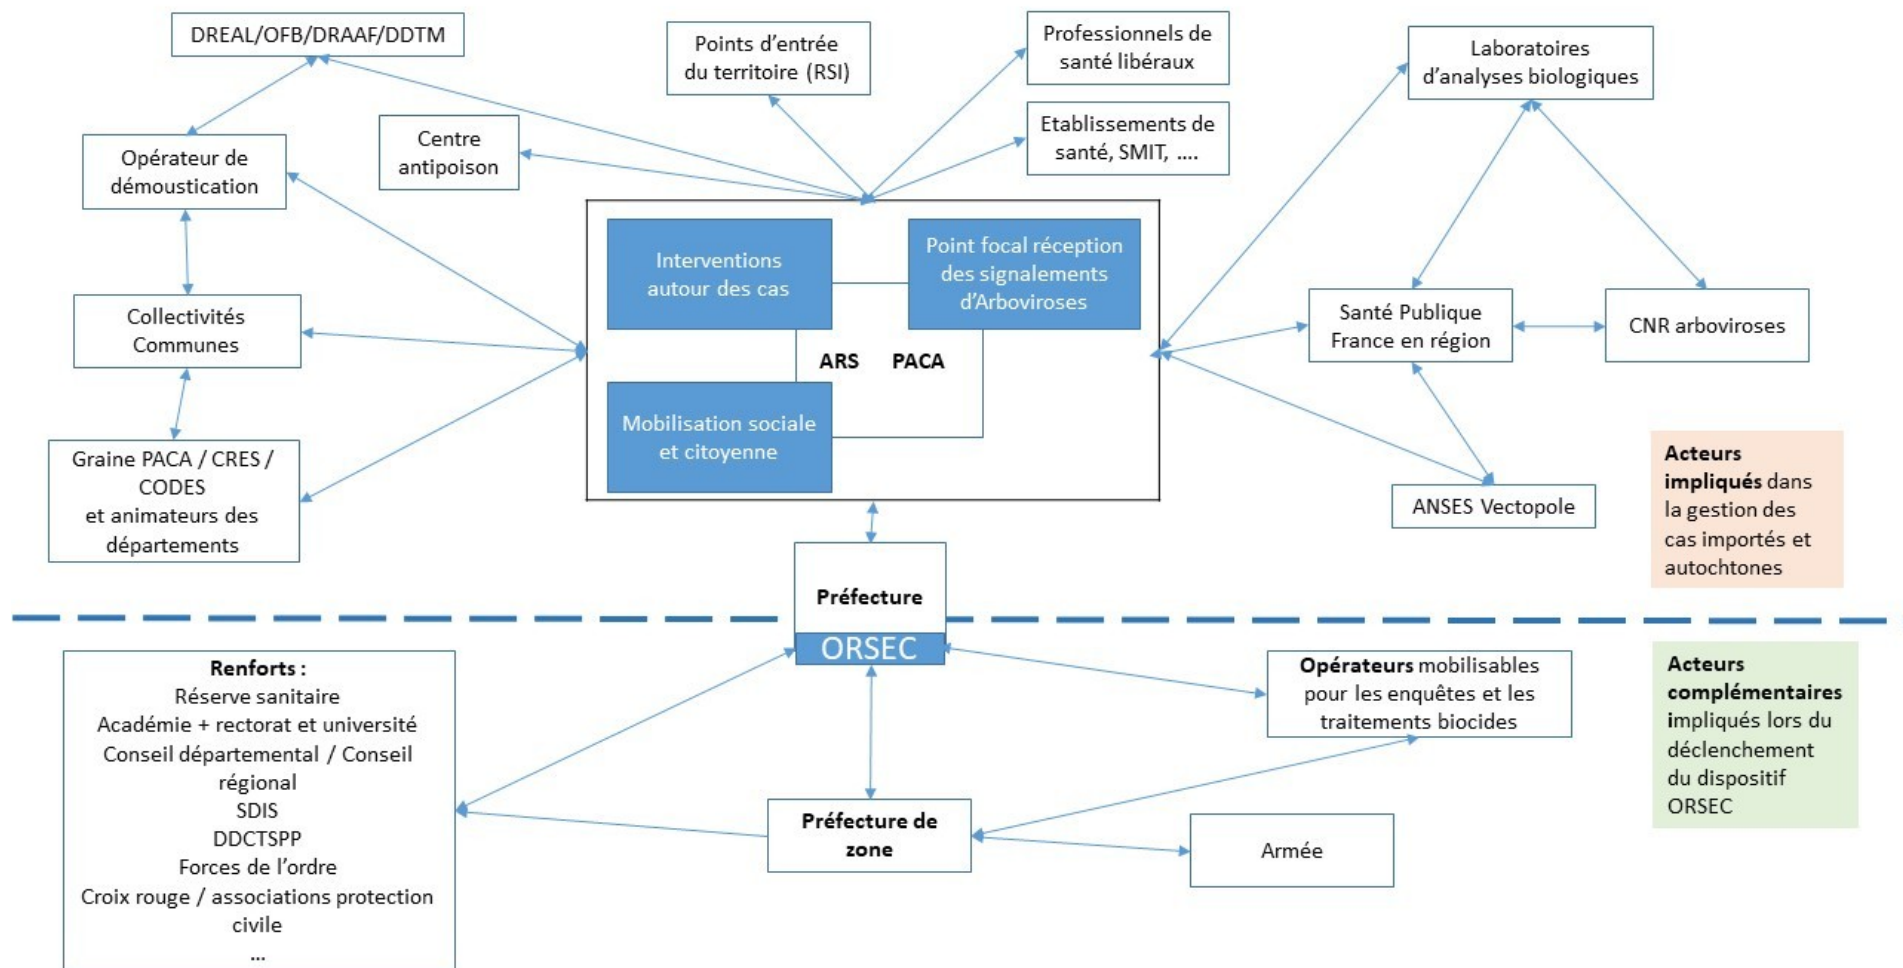 DREAL/OFB/DRAAF/DDTM
Points d’entrée
du territoire (RSI)
Professionnels de
santé libéraux
Laboratoires
d’analyses biologiques
Centre
antipoison
Etablissements de
santé, SMIT, ....
Opérateur de
démoustication
Interventions
autour des cas
Point focal réception
des signalements
d’Arboviroses
Collectivités
Communes
ARS PACA
Santé Publique
France en région
CNR arboviroses
Mobilisation sociale
et citoyenne
Graine PACA / CRES /
CODES
et animateurs des
départements
ANSES Vectopole
Acteurs
impliqués dans
la gestion des
cas importés et
autochtones
Préfecture
ORSEC
Renforts :
Réserve sanitaire
Académie + rectorat et université
Conseil départemental / Conseil
régional
SDIS
DDCTSPP
Forces de l’ordre
Croix rouge / associations protection
civile
...
Opérateurs mobilisables
pour les enquêtes et les
traitements biocides
Acteurs
complémentaires
impliqués lors du
déclenchement
du dispositif
ORSEC
Préfecture de
zone
Armée